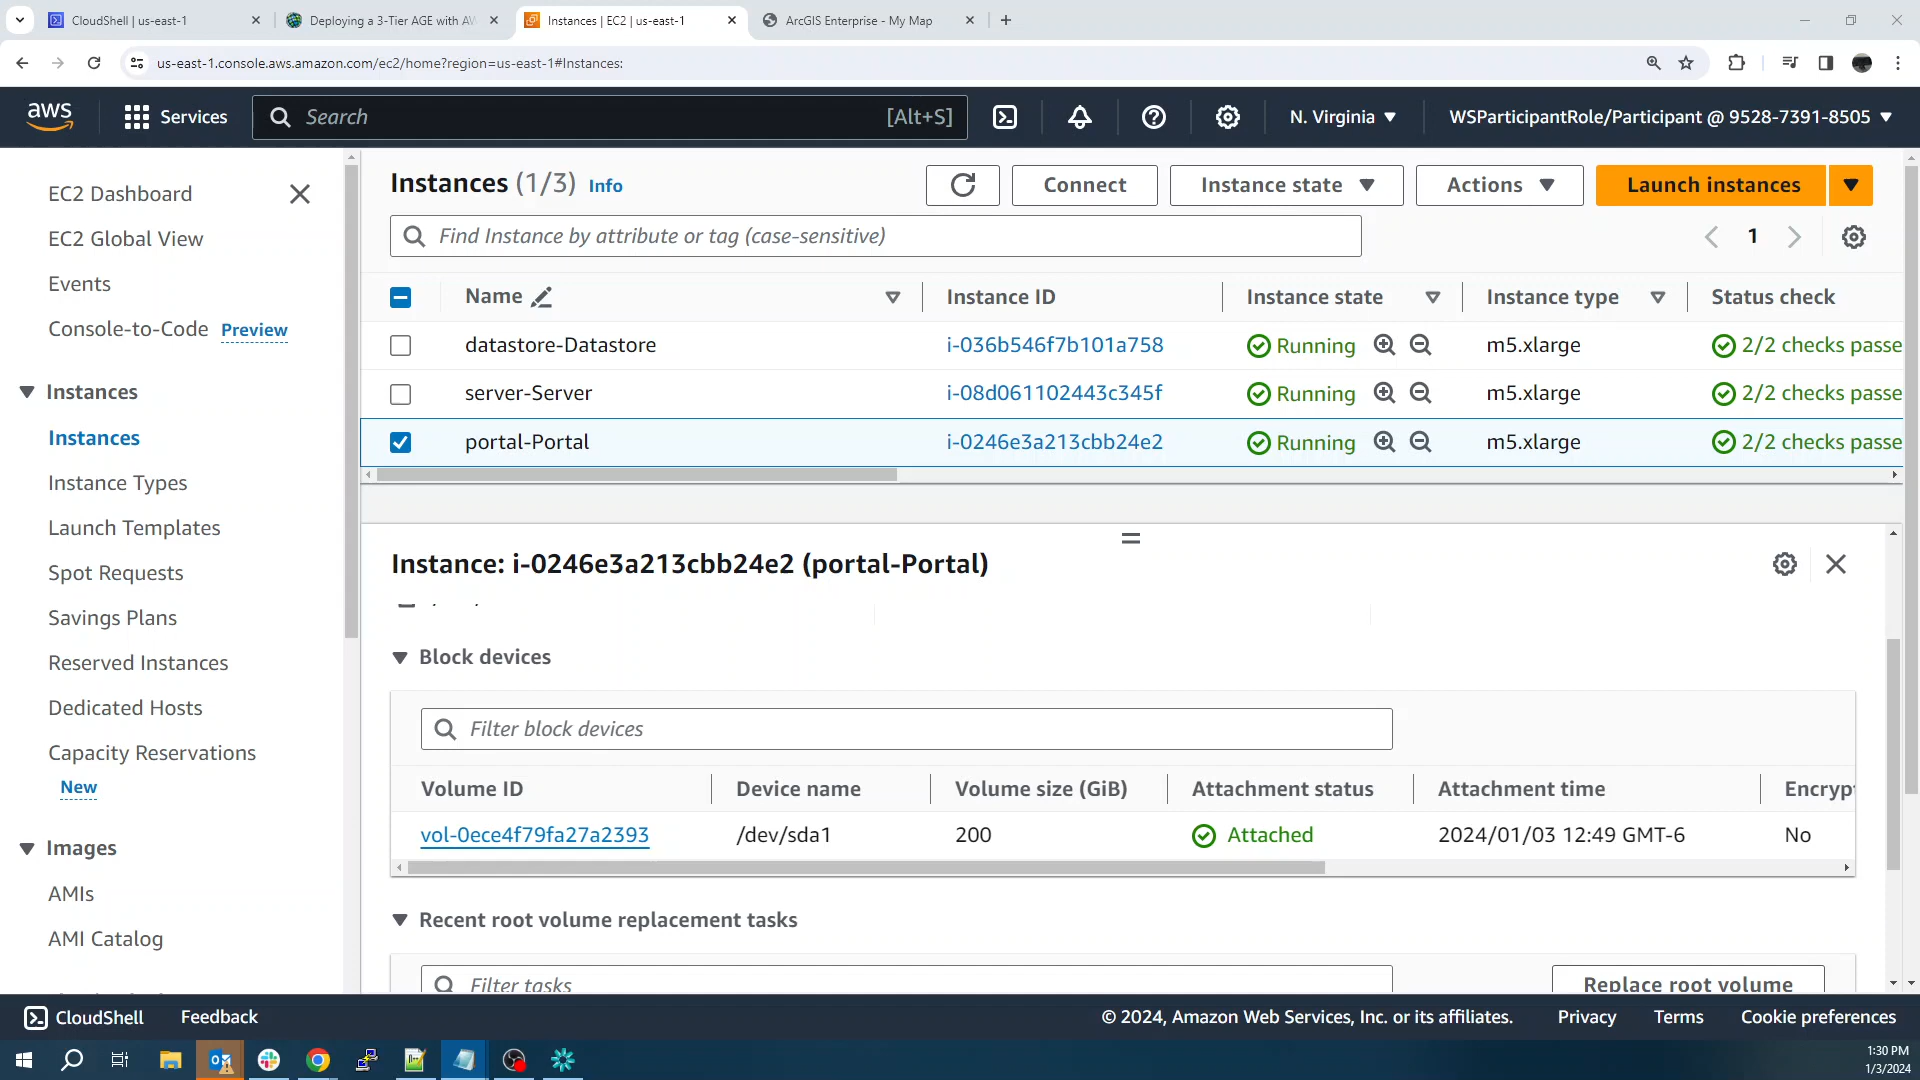 CloudShell | us-east-1
Deploying a 3-Tier AGE with AW
Instances | EC2 | us-east-1
ArcGIS Enterprise - My Map
us-east-1.console.aws.amazon.com/ec2/home?region=us-east-1#Instances:
aws
Services
Search
[Alt+S]
N. Virginia
WSParticipantRole/Participant @ 9528-7391-8505
EC2 Dashboard
EC2 Global View
Events
Console-to-Code Preview
Instances
Instances
Instance Types
Launch Templates
Spot Requests
Savings Plans
Reserved Instances
Dedicated Hosts
Capacity Reservations
New
Images
AMIs
AMI Catalog
Instances (1/3) Info
Connect
Instance state
Actions
Launch instances
Find Instance by attribute or tag (case-sensitive)
1
Name Instance ID Instance state Instance type Status check
datastore-Datastore i-036b546f7b101a758 Running m5.xlarge 2/2 checks passe
server-Server i-08d061102443c345f Running m5.xlarge 2/2 checks passe
portal-Portal i-0246e3a213cbb24e2 Running m5.xlarge 2/2 checks passe
Instance: i-0246e3a213cbb24e2 (portal-Portal)
Block devices
Filter block devices
Volume ID Device name Volume size (GiB) Attachment status Attachment time Encryp
vol-0ece4f79fa27a2393 /dev/sda1 200 Attached 2024/01/03 12:49 GMT-6 No
Recent root volume replacement tasks
Filter tasks
Replace root volume
CloudShell
Feedback
© 2024, Amazon Web Services, Inc. or its affiliates.
Privacy
Terms
Cookie preferences
1:30 PM
1/3/2024